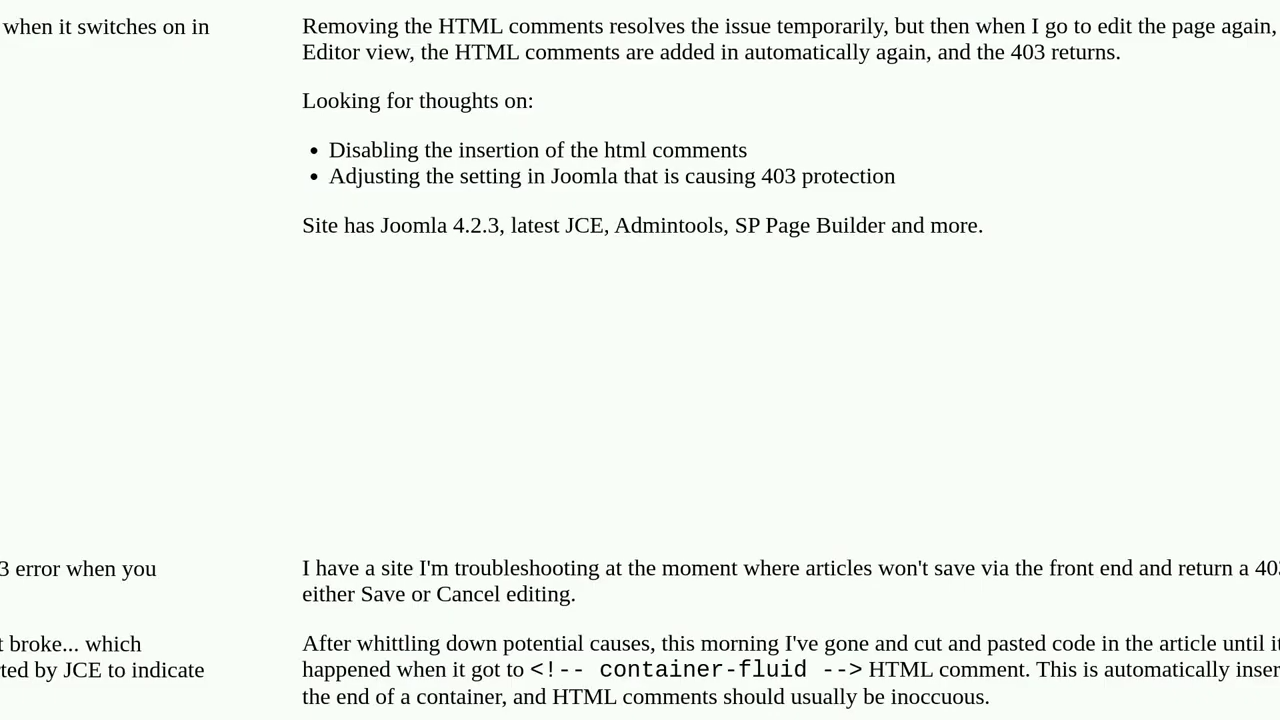 when it switches on in
Removing the HTML comments resolves the issue temporarily, but then when I go to edit the page again,
Editor view, the HTML comments are added in automatically again, and the 403 returns.
Looking for thoughts on:
• Disabling the insertion of the html comments
• Adjusting the setting in Joomla that is causing 403 protection
Site has Joomla 4.2.3, latest JCE, Admintools, SP Page Builder and more.
3 error when you
I have a site I'm troubleshooting at the moment where articles won't save via the front end and return a 403
either Save or Cancel editing.
t broke... which
After whittling down potential causes, this morning I've gone and cut and pasted code in the article until it
rted by JCE to indicate
happened when it got to <!-- container-fluid --> HTML comment. This is automatically inser
the end of a container, and HTML comments should usually be inoccuous.